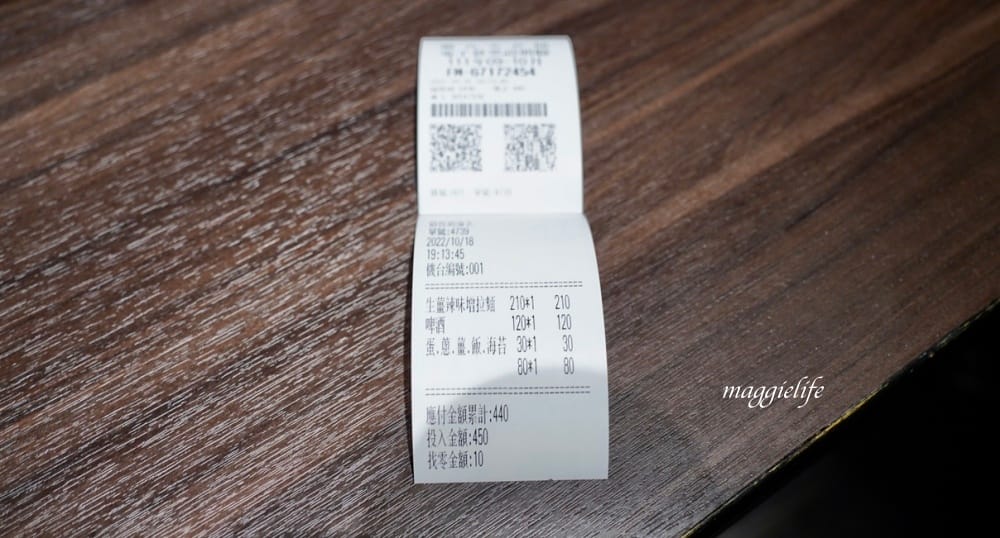 111年09-10月
FM-67172454
單號:4739
2022/10/18
19:13:45
機台編號:001
生薑辣味增拉麵 210*1 210
啤酒 120*1 120
蛋.蔥.薑.飯.海苔 30*1 30
80*1 80
應付金額累計:440
投入金額:450
找零金額:10
maggielife